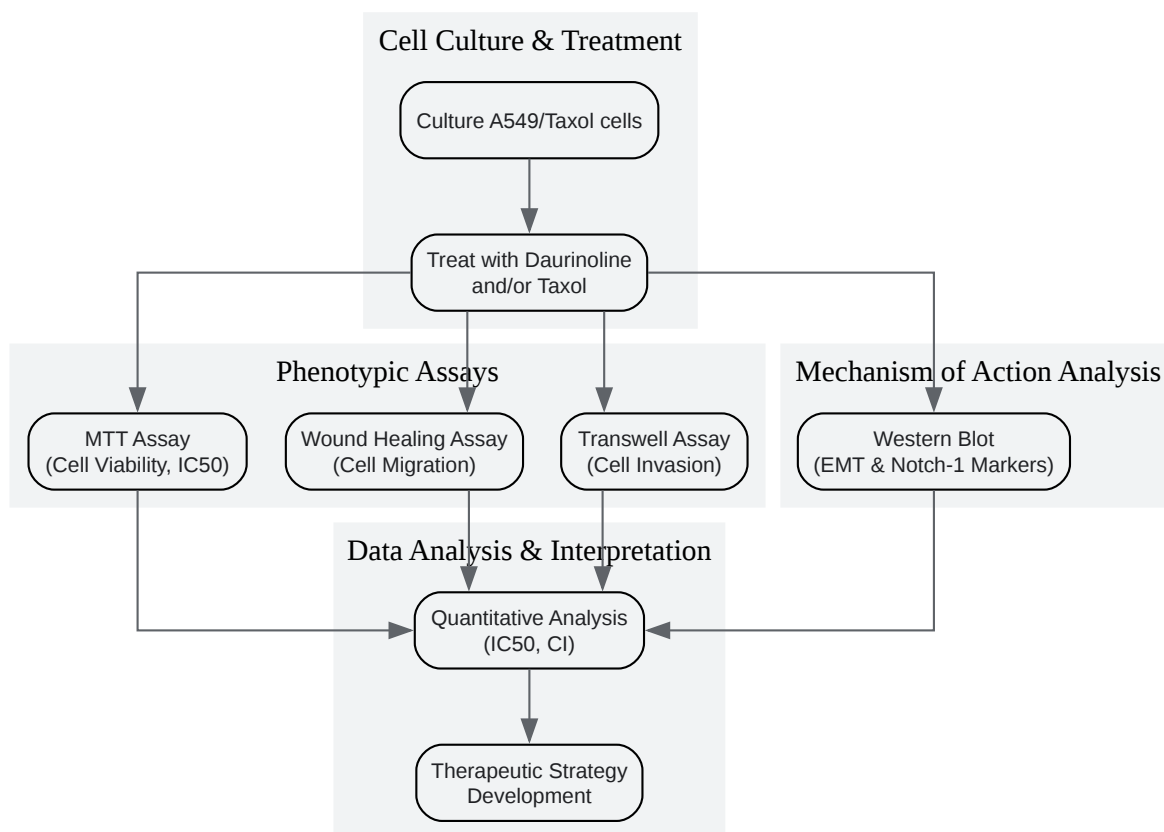 Cell Culture & Treatment
Culture A549/Taxol cells
Treat with Daurinoline
and/or Taxol
Phenotypic Assays
Mechanism of Action Analysis
MTT Assay
(Cell Viability, IC50)
Wound Healing Assay
(Cell Migration)
Transwell Assay
(Cell Invasion)
Western Blot
(EMT & Notch-1 Markers)
Data Analysis & Interpretation
Quantitative Analysis
(IC50, CI)
Therapeutic Strategy
Development